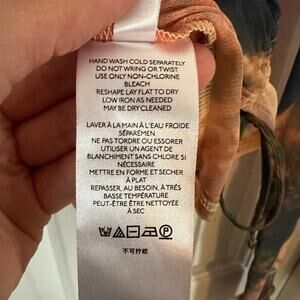 HAND WASH COLD SEPARATELY
DO NOT WRING OR TWIST
USE ONLY NON-CHLORINE
BLEACH
RESHAPE LAY FLAT TO DRY
LOW IRON AS NEEDED
MAY BE DRY CLEANED
LAVER À LA MAIN À L'EAU FROIDE
SÉPARÉMEN
NE PAS TORDRE OU ESSORER
UTILISER UN AGENT DE
BLANCHIMENT SANS CHLORE SI
NÉCESSAIRE
METTRE EN FORME ET SÉCHER
À PLAT
REPASSER, AU BESOIN, À TRÈS
BASSE TEMPÉRATURE
PEUT-ÊTRE ÊTRE NETTOYÉE
À SEC
不可拧绞